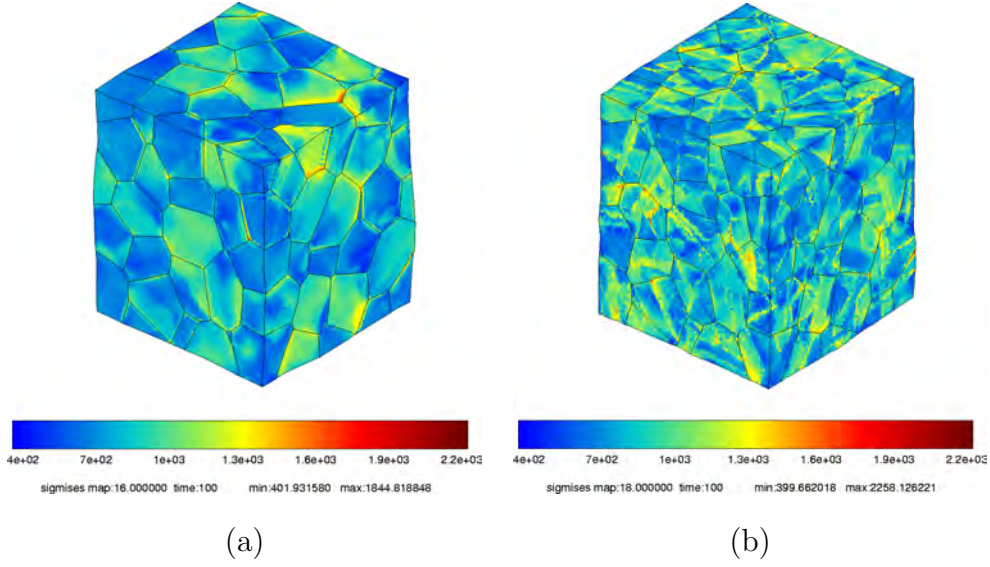 4e+02 7e+02 1e+03 1.3e+03 1.6e+03 1.9e+03 2.2e+03
sigmises map:16.000000 time:100 min:401.931580 max:1844.818848
(a)
4e+02 7e+02 1e+03 1.3e+03 1.6e+03 1.9e+03 2.2e+03
sigmises map:18.000000 time:100 min:399.662018 max:2258.126221
(b)